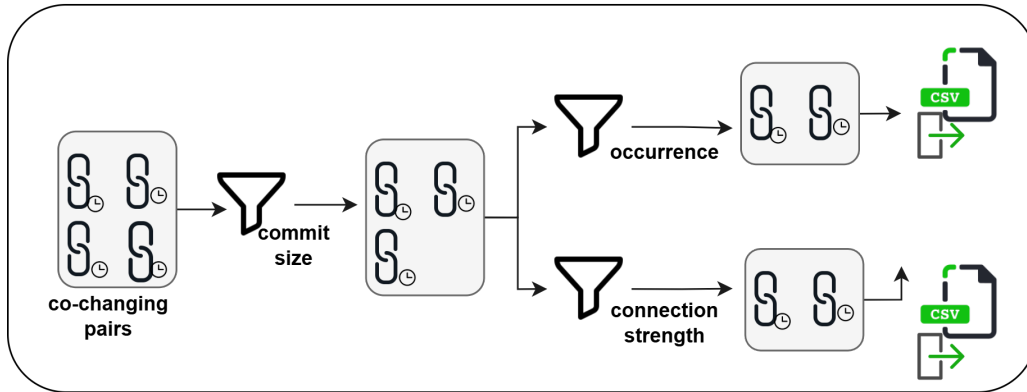 CSV
occurrence
commit
size
co-changing
pairs
connection
strength
CSV